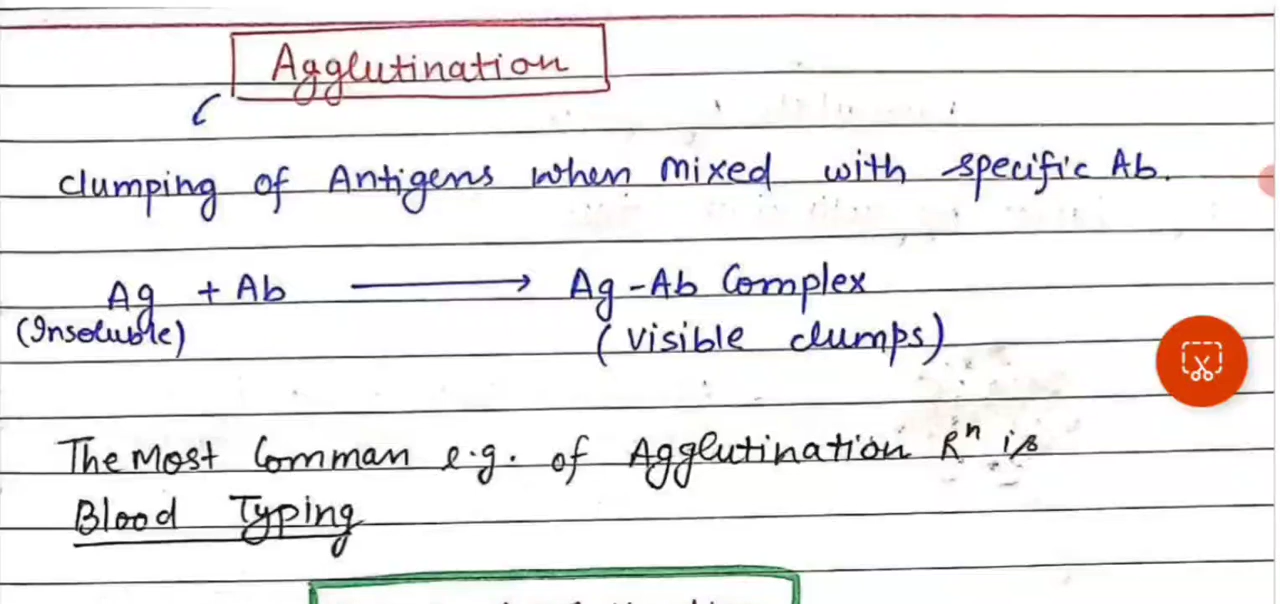 Agglutination
clumping of Antigens when mixed with specific Ab.
Ag + Ab ⟶ Ag-Ab Complex
(Insoluble) (visible clumps)
The Most Comman e.g. of Agglutination Rⁿ is
Blood Typing